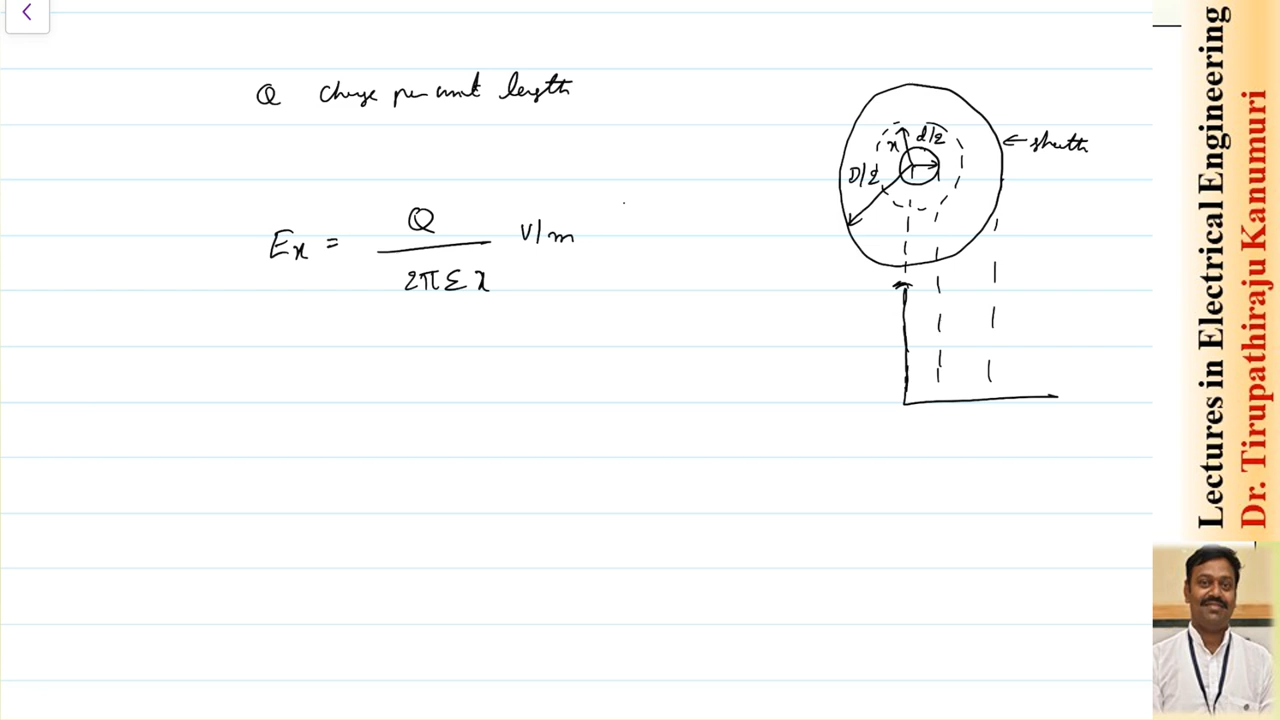 Q charge per unit length
Ex = Q / 2πεx V/m
d/2
x
D/2
← sheath
Lectures in Electrical Engineering
Dr. Tirupathiraju Kanumuri